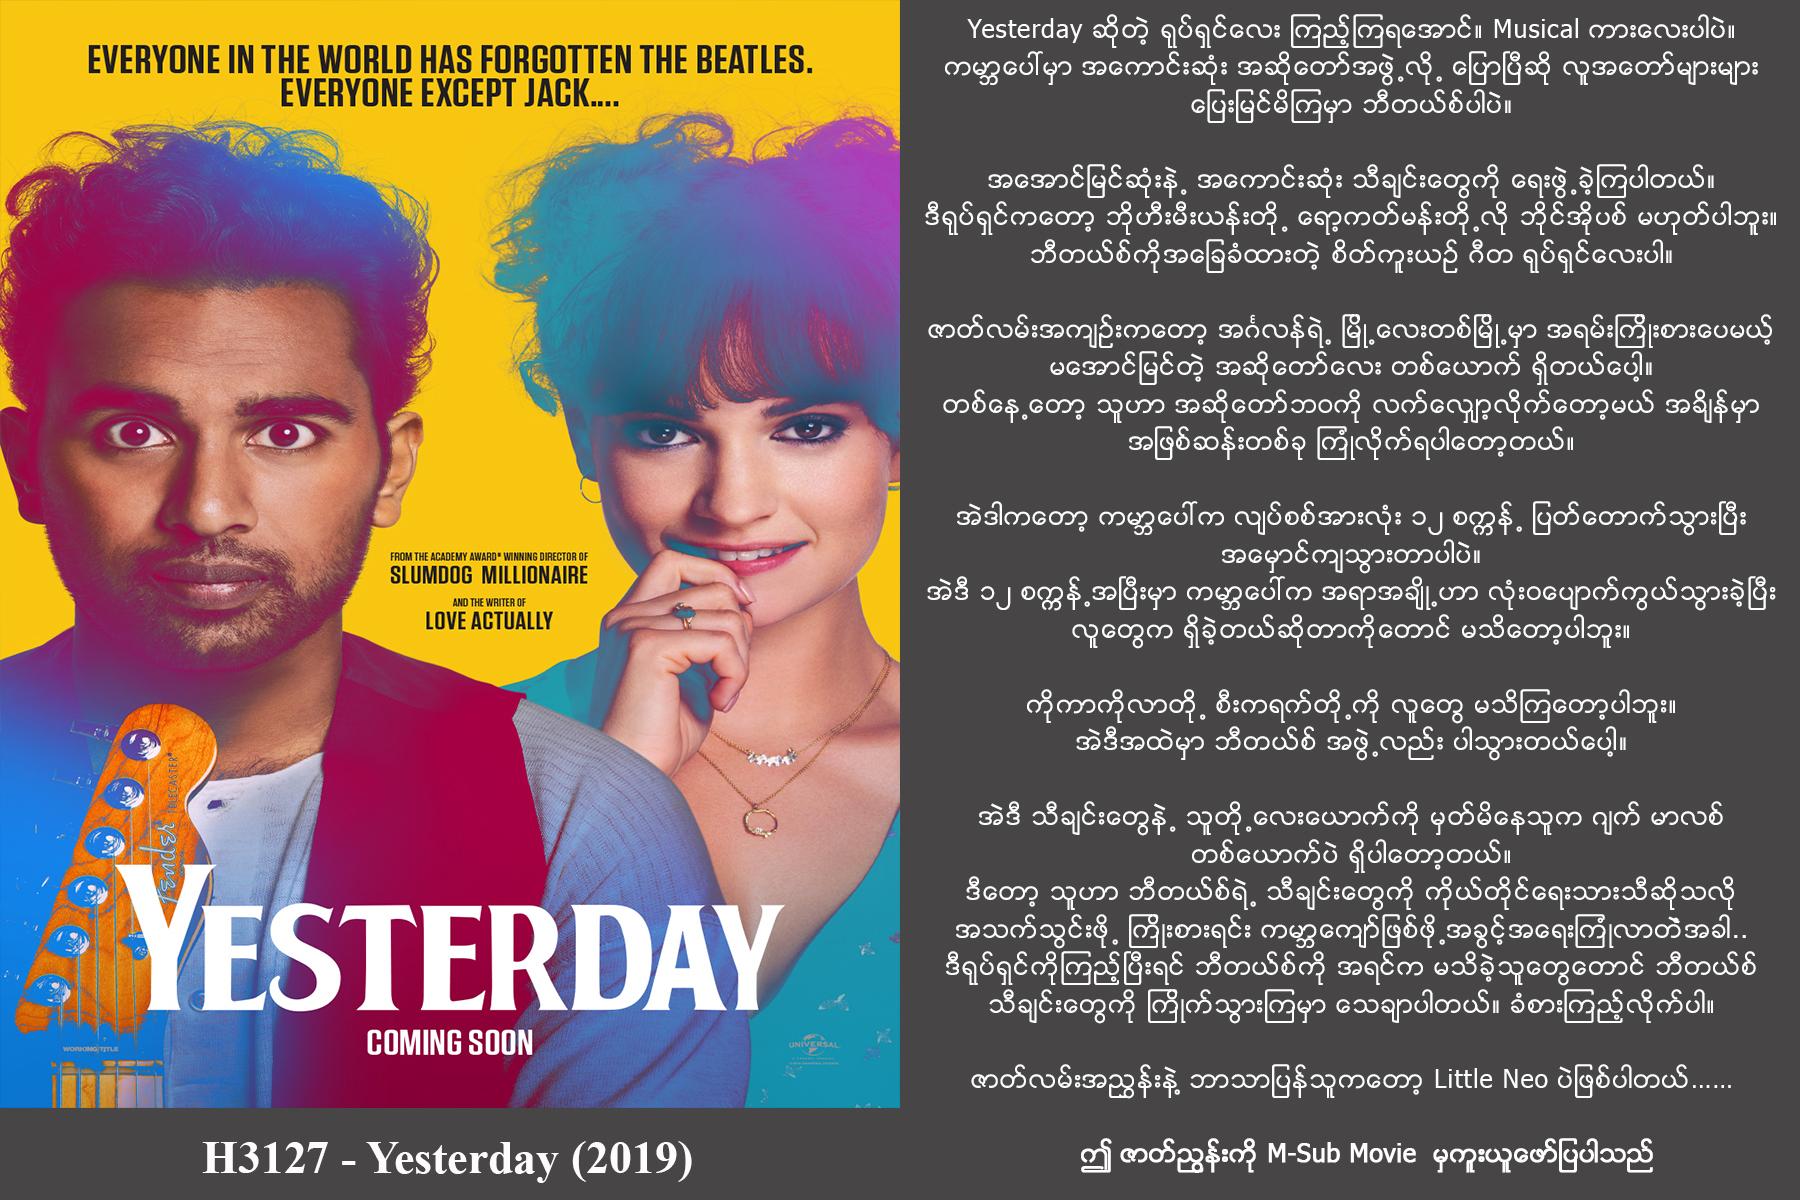 EVERYONE IN THE WORLD HAS FORGOTTEN THE BEATLES.
EVERYONE EXCEPT JACK....
FROM THE ACADEMY AWARD® WINNING DIRECTOR OF
SLUMDOG MILLIONAIRE
AND THE WRITER OF
LOVE ACTUALLY
Fender TELECASTER®
YESTERDAY
COMING SOON
WORKING TITLE
UNIVERSAL
H3127 - Yesterday (2019)
Yesterday ဆိုတဲ့ ရုပ်ရှင်လေး ကြည့်ကြရအောင်။ Musical ကားလေးပါပဲ။
ကမ္ဘာပေါ်မှာ အကောင်းဆုံး အဆိုတော်အဖွဲ့လို့ ပြောပြီဆို လူအတော်များများ
ပြေးမြင်မိကြမှာ ဘီတယ်စ်ပါပဲ။
အအောင်မြင်ဆုံးနဲ့ အကောင်းဆုံး သီချင်းတွေကို ရေးဖွဲ့ခဲ့ကြပါတယ်။
ဒီရုပ်ရှင်ကတော့ ဘိုဟီးမီးယန်းတို့ ရော့ကတ်မန်းတို့လို ဘိုင်အိုပစ် မဟုတ်ပါဘူး။
ဘီတယ်စ်ကိုအခြေခံထားတဲ့ စိတ်ကူးယဉ် ဂီတ ရုပ်ရှင်လေးပါ။
ဇာတ်လမ်းအကျဉ်းကတော့ အင်္ဂလန်ရဲ့ မြို့လေးတစ်မြို့မှာ အရမ်းကြိုးစားပေမယ့်
မအောင်မြင်တဲ့ အဆိုတော်လေး တစ်ယောက် ရှိတယ်ပေါ့။
တစ်နေ့တော့ သူဟာ အဆိုတော်ဘဝကို လက်လျှော့လိုက်တော့မယ် အချိန်မှာ
အဖြစ်ဆန်းတစ်ခု ကြုံလိုက်ရပါတော့တယ်။
အဲဒါကတော့ ကမ္ဘာပေါ်က လျပ်စစ်အားလုံး ၁၂ စက္ကန့် ပြတ်တောက်သွားပြီး
အမှောင်ကျသွားတာပါပဲ။
အဲဒီ ၁၂ စက္ကန့်အပြီးမှာ ကမ္ဘာပေါ်က အရာအချို့ဟာ လုံးဝပျောက်ကွယ်သွားခဲ့ပြီး
လူတွေက ရှိခဲ့တယ်ဆိုတာကိုတောင် မသိတော့ပါဘူး။
ကိုကာကိုလာတို့ စီးကရက်တို့ကို လူတွေ မသိကြတော့ပါဘူး။
အဲဒီအထဲမှာ ဘီတယ်စ် အဖွဲ့လည်း ပါသွားတယ်ပေါ့။
အဲဒီ သီချင်းတွေနဲ့ သူတို့လေးယောက်ကို မှတ်မိနေသူက ဂျက် မာလစ်
တစ်ယောက်ပဲ ရှိပါတော့တယ်။
ဒီတော့ သူဟာ ဘီတယ်စ်ရဲ့ သီချင်းတွေကို ကိုယ်တိုင်ရေးသားသီဆိုသလို
အသက်သွင်းဖို့ ကြိုးစားရင်း ကမ္ဘာကျော်ဖြစ်ဖို့အခွင့်အရေးကြုံလာတဲအခါ..
ဒီရုပ်ရှင်ကိုကြည့်ပြီးရင် ဘီတယ်စ်ကို အရင်က မသိခဲ့သူတွေတောင် ဘီတယ်စ်
သီချင်းတွေကို ကြိုက်သွားကြမှာ သေချာပါတယ်။ ခံစားကြည့်လိုက်ပါ။
ဇာတ်လမ်းအညွှန်းနဲ့ ဘာသာပြန်သူကတော့ Little Neo ပဲဖြစ်ပါတယ်......
ဤ ဇာတ်ညွှန်းကို M-Sub Movie မှကူးယူဖော်ပြပါသည်